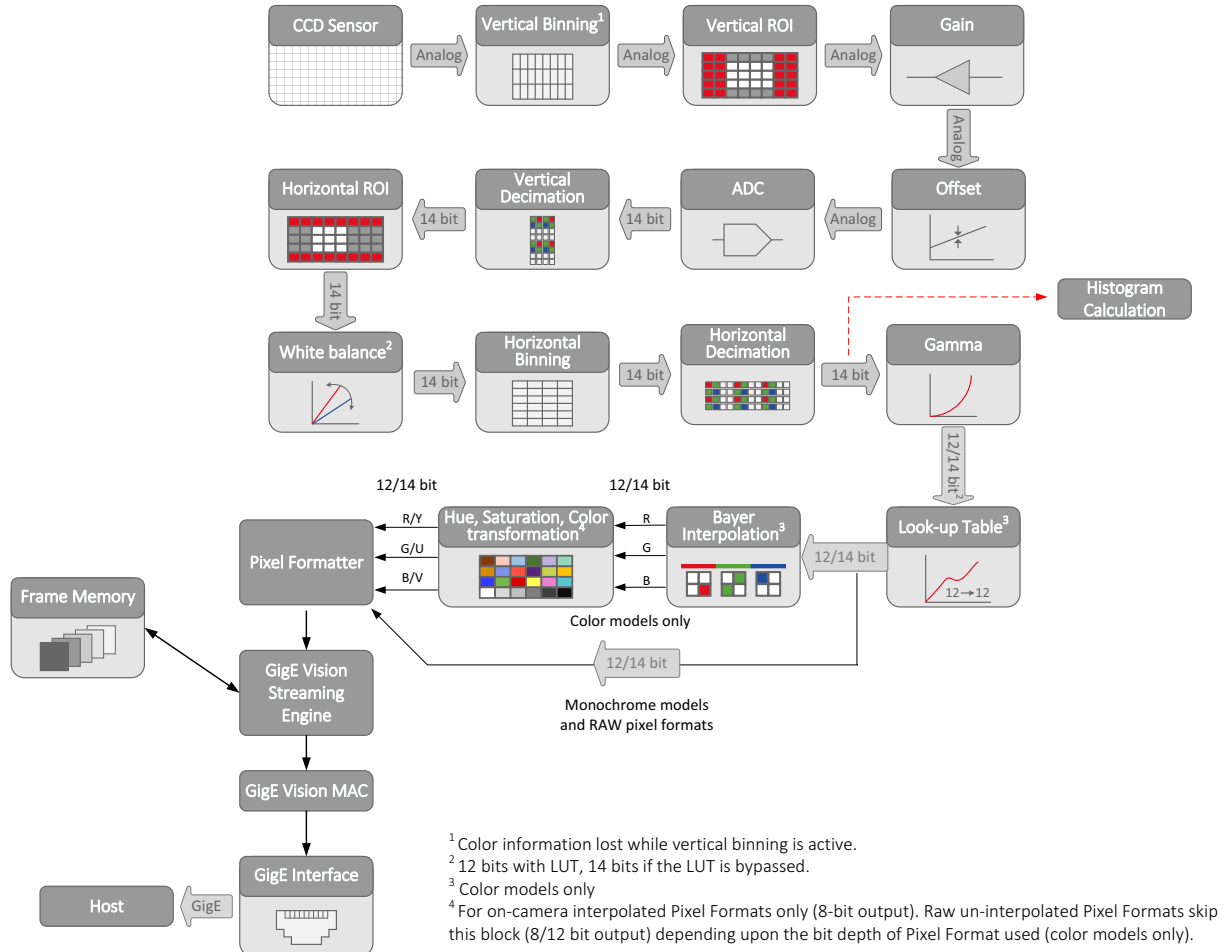 CCD Sensor
Vertical Binning¹
Vertical ROI
Gain
Analog
Analog
Analog
Analog
Horizontal ROI
Vertical
Decimation
ADC
Offset
14 bit
14 bit
Analog
14 bit
Histogram
Calculation
White balance²
Horizontal
Binning
Horizontal
Decimation
Gamma
14 bit
14 bit
14 bit
12/14 bit²
12/14 bit
12/14 bit
Pixel Formatter
R/Y
G/U
B/V
Hue, Saturation, Color
transformation⁴
R
G
B
Bayer
Interpolation³
12/14 bit
Look-up Table³
12→12
Color models only
Frame Memory
12/14 bit
GigE Vision
Streaming
Engine
Monochrome models
and RAW pixel formats
GigE Vision MAC
GigE Interface
Host
GigE
¹ Color information lost while vertical binning is active.
² 12 bits with LUT, 14 bits if the LUT is bypassed.
³ Color models only
⁴ For on-camera interpolated Pixel Formats only (8-bit output). Raw un-interpolated Pixel Formats skip
this block (8/12 bit output) depending upon the bit depth of Pixel Format used (color models only).